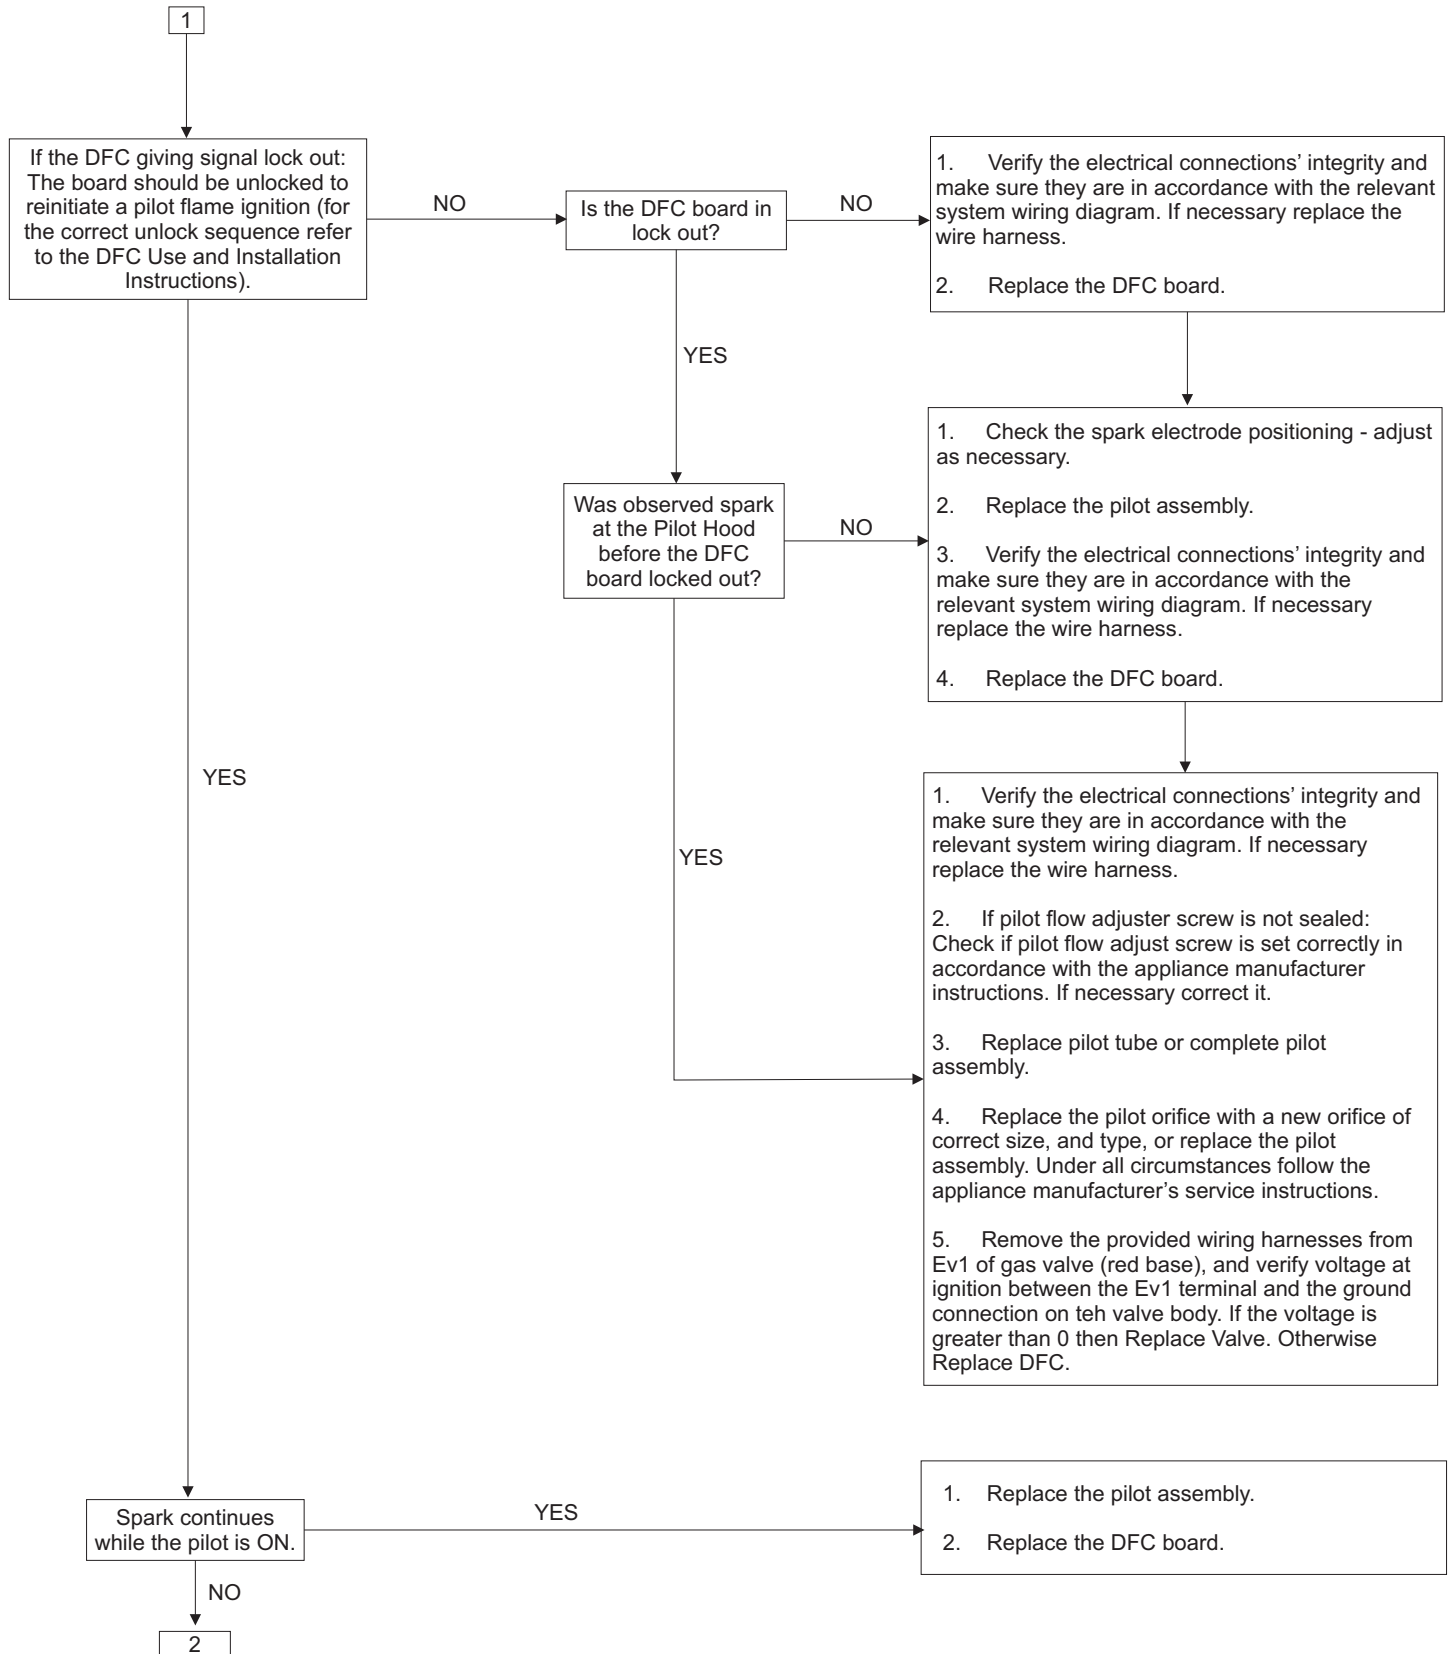 1
If the DFC giving signal lock out:
The board should be unlocked to
reinitiate a pilot flame ignition (for
the correct unlock sequence refer
to the DFC Use and Installation
Instructions).
NO
Is the DFC board in
lock out?
NO
1. Verify the electrical connections’ integrity and
make sure they are in accordance with the relevant
system wiring diagram. If necessary replace the
wire harness.
2. Replace the DFC board.
YES
Was observed spark
at the Pilot Hood
before the DFC
board locked out?
NO
1. Check the spark electrode positioning - adjust
as necessary.
2. Replace the pilot assembly.
3. Verify the electrical connections’ integrity and
make sure they are in accordance with the
relevant system wiring diagram. If necessary
replace the wire harness.
4. Replace the DFC board.
YES
YES
1. Verify the electrical connections’ integrity and
make sure they are in accordance with the
relevant system wiring diagram. If necessary
replace the wire harness.
2. If pilot flow adjuster screw is not sealed:
Check if pilot flow adjust screw is set correctly in
accordance with the appliance manufacturer
instructions. If necessary correct it.
3. Replace pilot tube or complete pilot
assembly.
4. Replace the pilot orifice with a new orifice of
correct size, and type, or replace the pilot
assembly. Under all circumstances follow the
appliance manufacturer’s service instructions.
5. Remove the provided wiring harnesses from
Ev1 of gas valve (red base), and verify voltage at
ignition between the Ev1 terminal and the ground
connection on teh valve body. If the voltage is
greater than 0 then Replace Valve. Otherwise
Replace DFC.
Spark continues
while the pilot is ON.
YES
1. Replace the pilot assembly.
2. Replace the DFC board.
NO
2